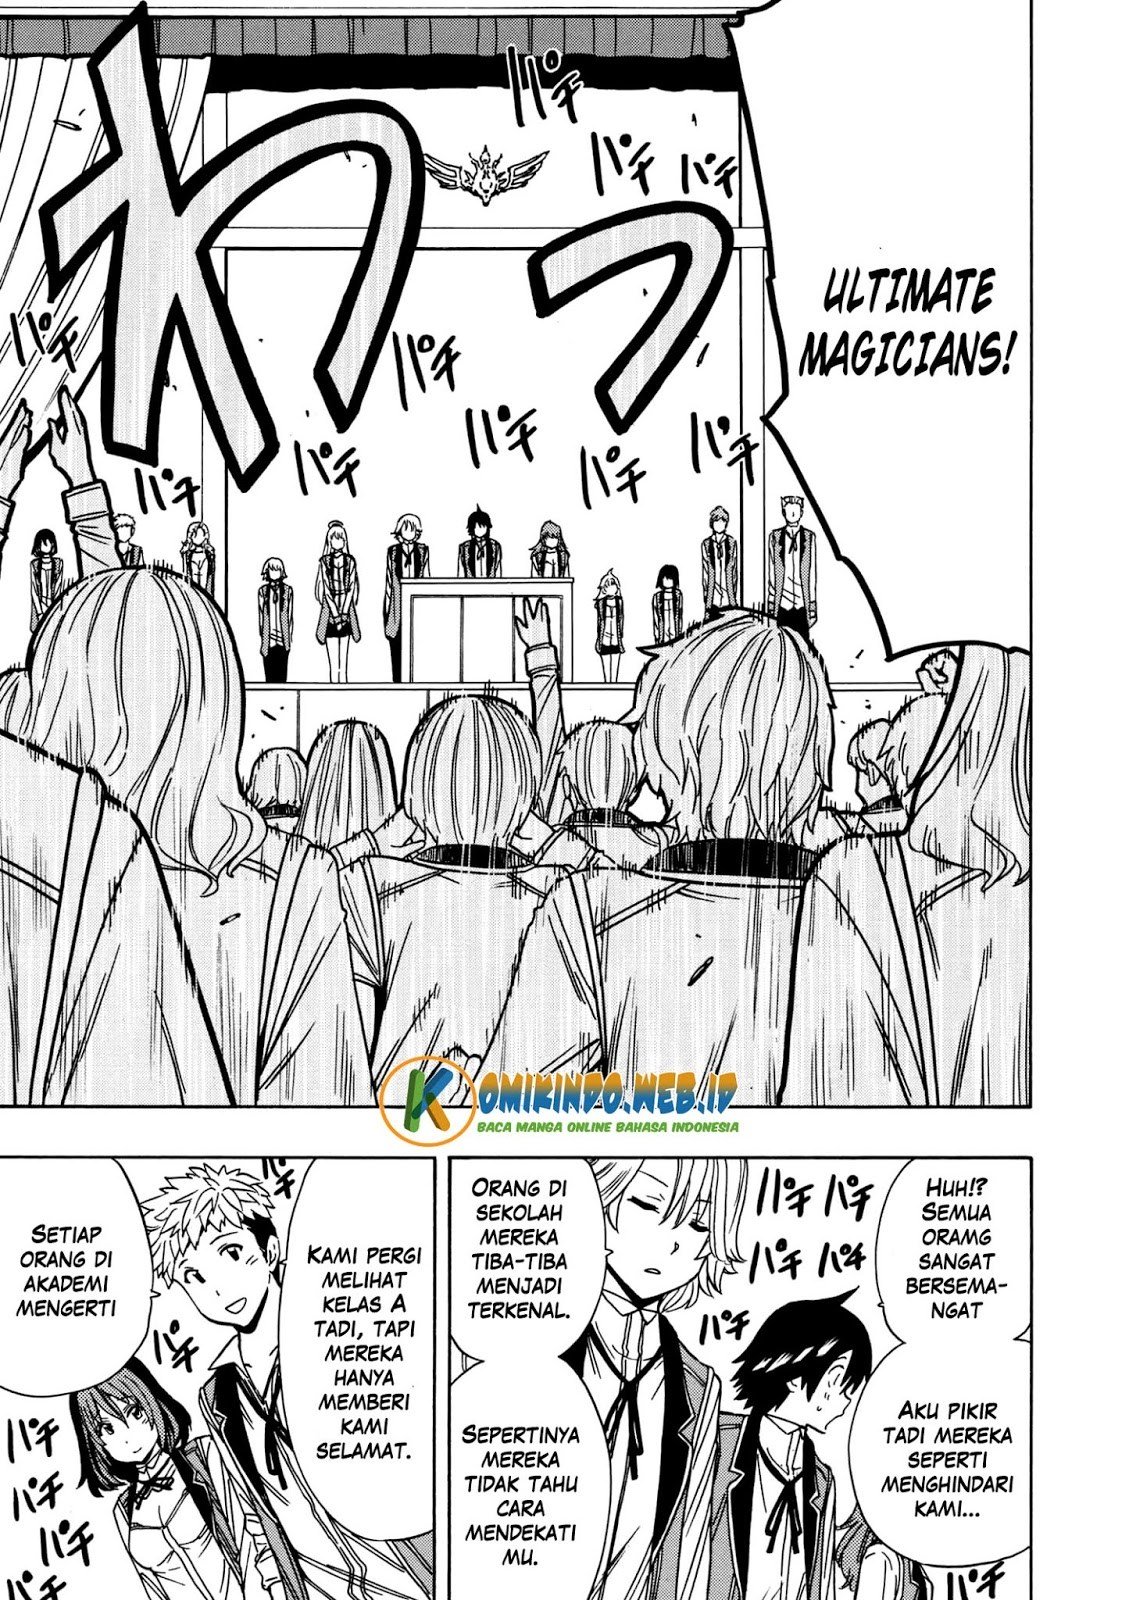 わっ
パチ
パチ
パチ
パチ
パチ
パチ
パチ
パチ
パチ
パチ
ULTIMATE
MAGICIANS!
KOMIKINDO.WEB.ID
BACA MANGA ONLINE BAHASA INDONESIA
HUH!?
SEMUA
ORAMG
SANGAT
BERSEMA-
NGAT
AKU PIKIR
TADI MEREKA
SEPERTI
MENGHINDARI
KAMI...
パチ
パチ
パチ
パチ
パチ
パチ
ORANG DI
SEKOLAH
MEREKA
TIBA-TIBA
MENJADI
TERKENAL.
SEPERTINYA
MEREKA
TIDAK TAHU
CARA
MENDEKATI
MU.
KAMI PERGI
MELIHAT
KELAS A
TADI, TAPI
MEREKA
HANYA
MEMBERI
KAMI
SELAMAT.
パチ
パチ
SETIAP
ORANG DI
AKADEMI
MENGERTI
パチ
パチ
パチ
パチ